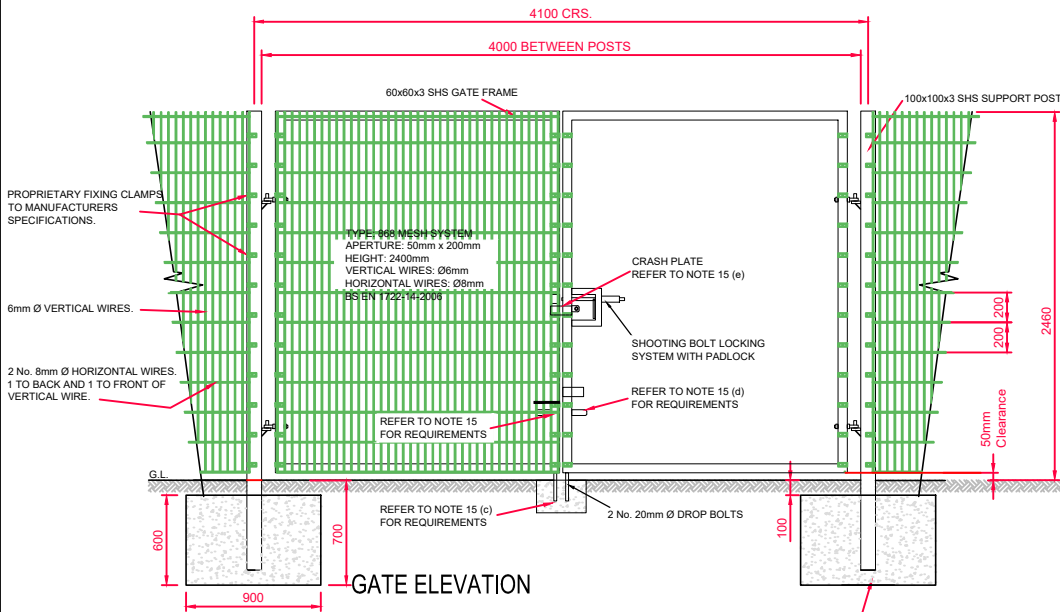 4100 CRS.
4000 BETWEEN POSTS
60x60x3 SHS GATE FRAME
100x100x3 SHS SUPPORT POST
PROPRIETARY FIXING CLAMPS
TO MANUFACTURERS
SPECIFICATIONS.
TYPE: 868 MESH SYSTEM
APERTURE: 50mm x 200mm
HEIGHT: 2400mm
VERTICAL WIRES: Ø6mm
HORIZONTAL WIRES: Ø8mm
BS EN 1722-14-2006
CRASH PLATE
REFER TO NOTE 15 (e)
6mm Ø VERTICAL WIRES.
200
200
2460
SHOOTING BOLT LOCKING
SYSTEM WITH PADLOCK
2 No. 8mm Ø HORIZONTAL WIRES.
1 TO BACK AND 1 TO FRONT OF
VERTICAL WIRE.
REFER TO NOTE 15 (d)
FOR REQUIREMENTS
REFER TO NOTE 15
FOR REQUIREMENTS
50mm
Clearance
G.L.
REFER TO NOTE 15 (c)
FOR REQUIREMENTS
2 No. 20mm Ø DROP BOLTS
100
600
700
900
GATE ELEVATION